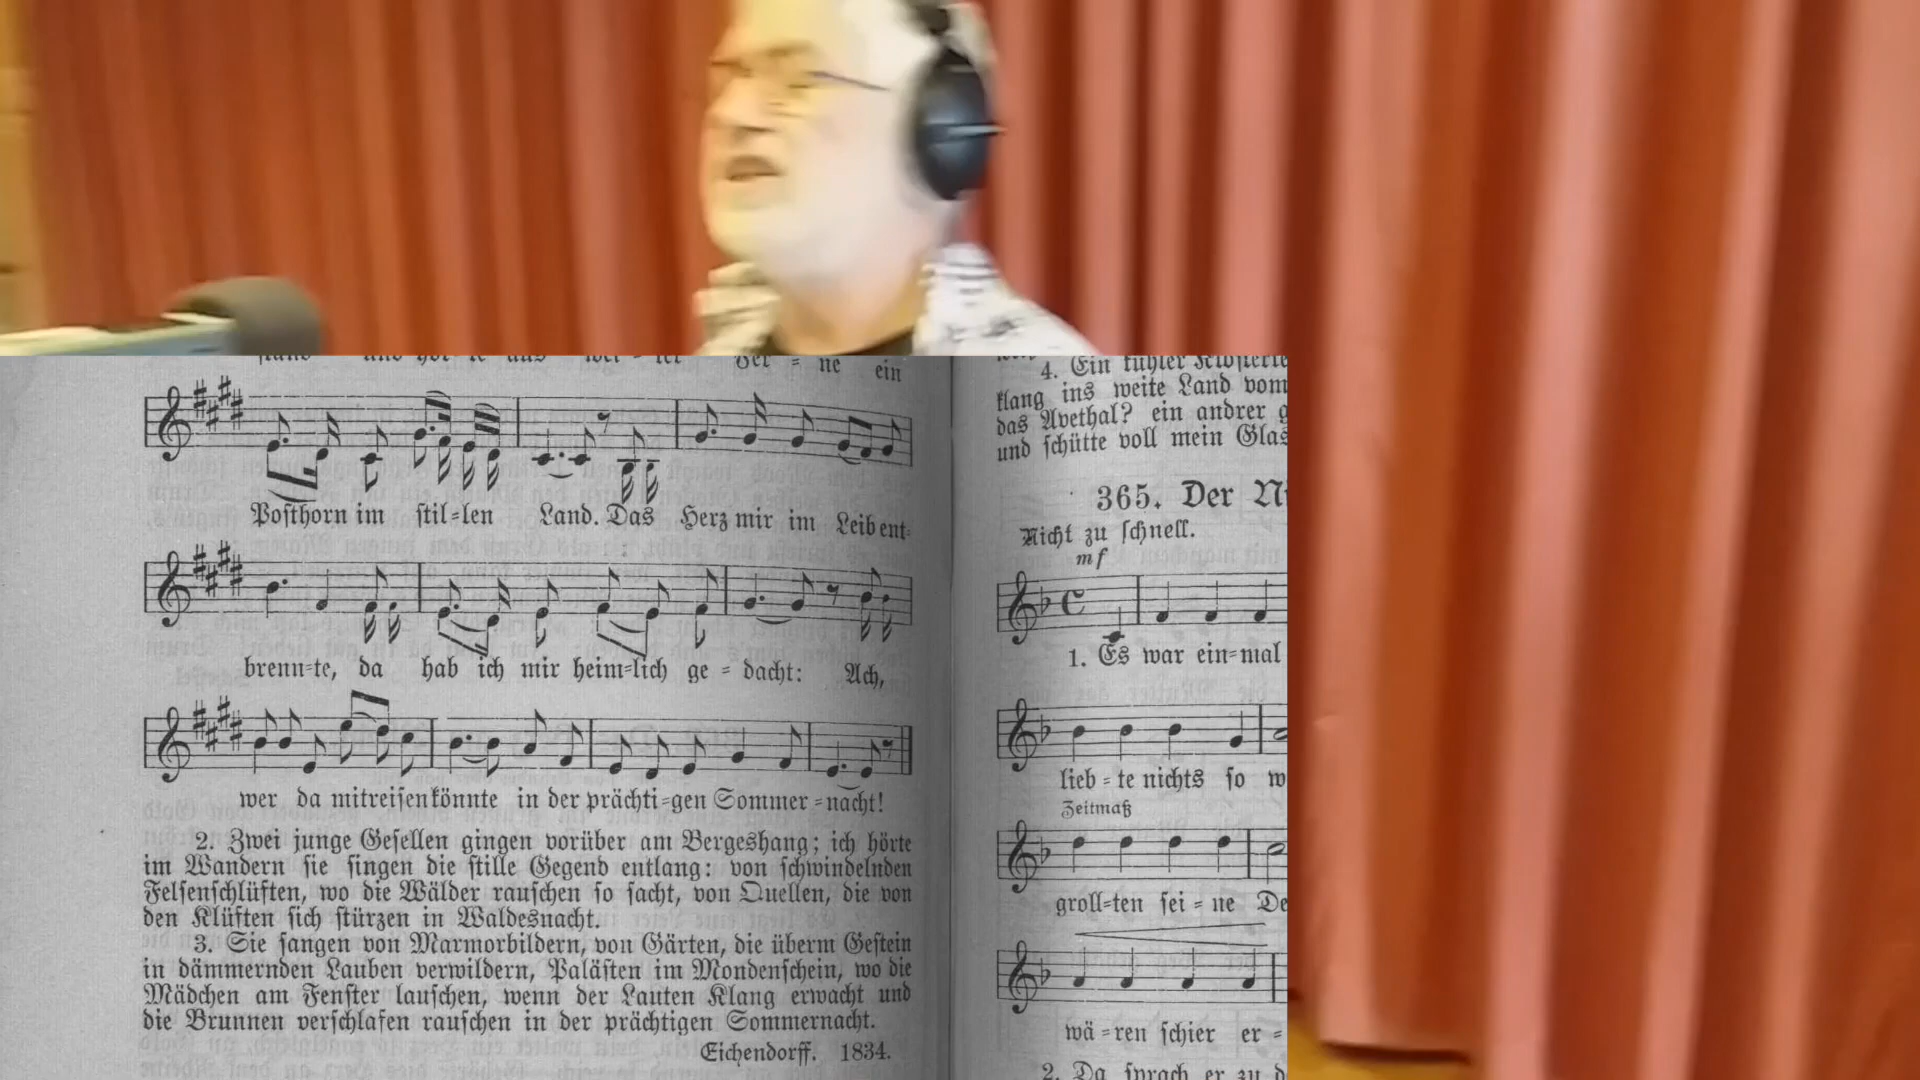 ein
Posthorn im stil=len Land. Das Herz mir im Leib ent-
brenn=te, da hab ich mir heim=lich ge = dacht: Ach,
wer da mitreisen könnte in der prächti=gen Sommer=nacht!
2. Zwei junge Gesellen gingen vorüber am Bergeshang; ich hörte
im Wandern sie singen die stille Gegend entlang: von schwindelnden
Felsenschlüften, wo die Wälder rauschen so sacht, von Quellen, die von
den Klüften sich stürzen in Waldesnacht.
3. Sie sangen von Marmorbildern, von Gärten, die überm Gestein
in dämmernden Lauben verwildern, Palästen im Mondenschein, wo die
Mädchen am Fenster lauschen, wenn der Lauten Klang erwacht und
die Brunnen verschlafen rauschen in der prächtigen Sommernacht.
Eichendorff. 1834.
4. Ein kühler
klang ins weite Land vom
das Avethal? ein andrer
und schütte voll mein Glas
365. Der
Nicht zu schnell.
mf
1. Es war ein=mal
lieb = te nichts so
Zeitmaß
groll=ten sei = ne
wä = ren schier er =
2. Da sprach er zu